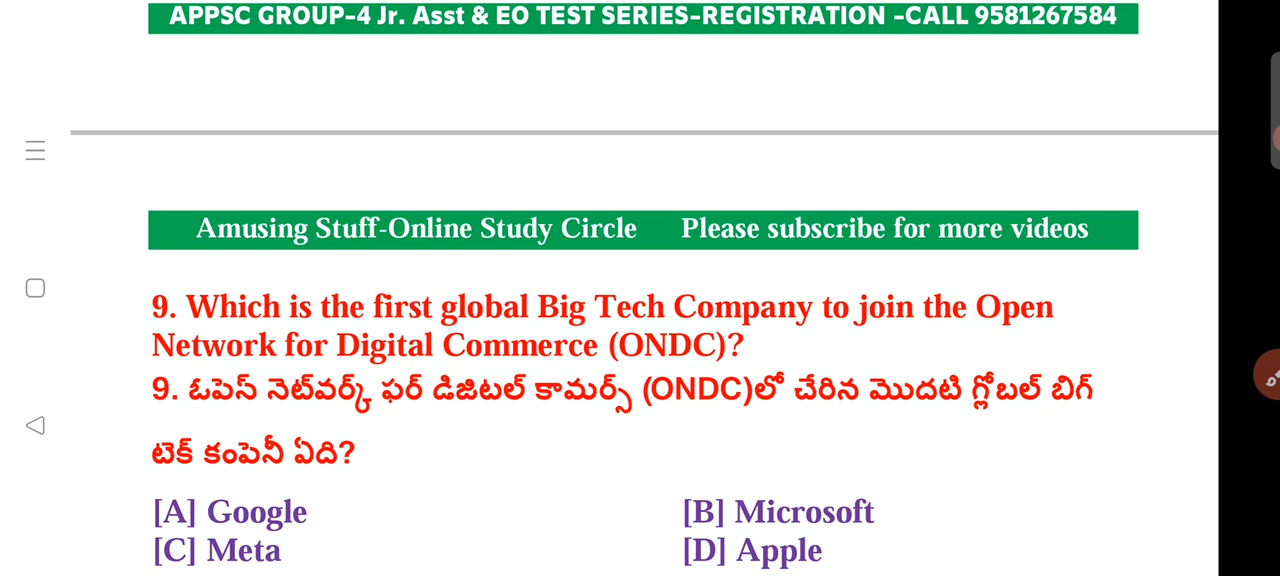 APPSC GROUP-4 Jr. Asst & EO TEST SERIES-REGISTRATION -CALL 9581267584
Amusing Stuff-Online Study Circle Please subscribe for more videos
9. Which is the first global Big Tech Company to join the Open
Network for Digital Commerce (ONDC)?
9. ఓపెన్ నెట్‌వర్క్ ఫర్ డిజిటల్ కామర్స్ (ONDC)లో చేరిన మొదటి గ్లోబల్ బిగ్
టెక్ కంపెనీ ఏది?
[A] Google [B] Microsoft
[C] Meta [D] Apple